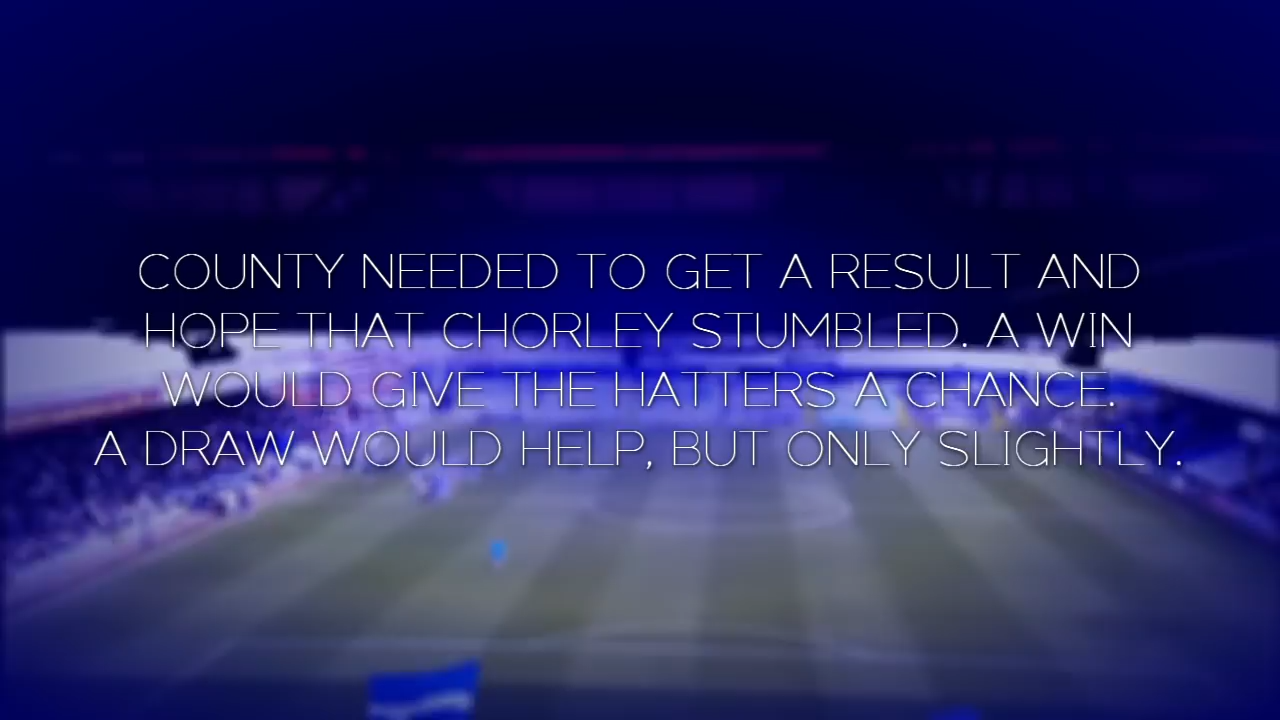 COUNTY NEEDED TO GET A RESULT AND
HOPE THAT CHORLEY STUMBLED. A WIN
WOULD GIVE THE HATTERS A CHANCE.
A DRAW WOULD HELP, BUT ONLY SLIGHTLY.